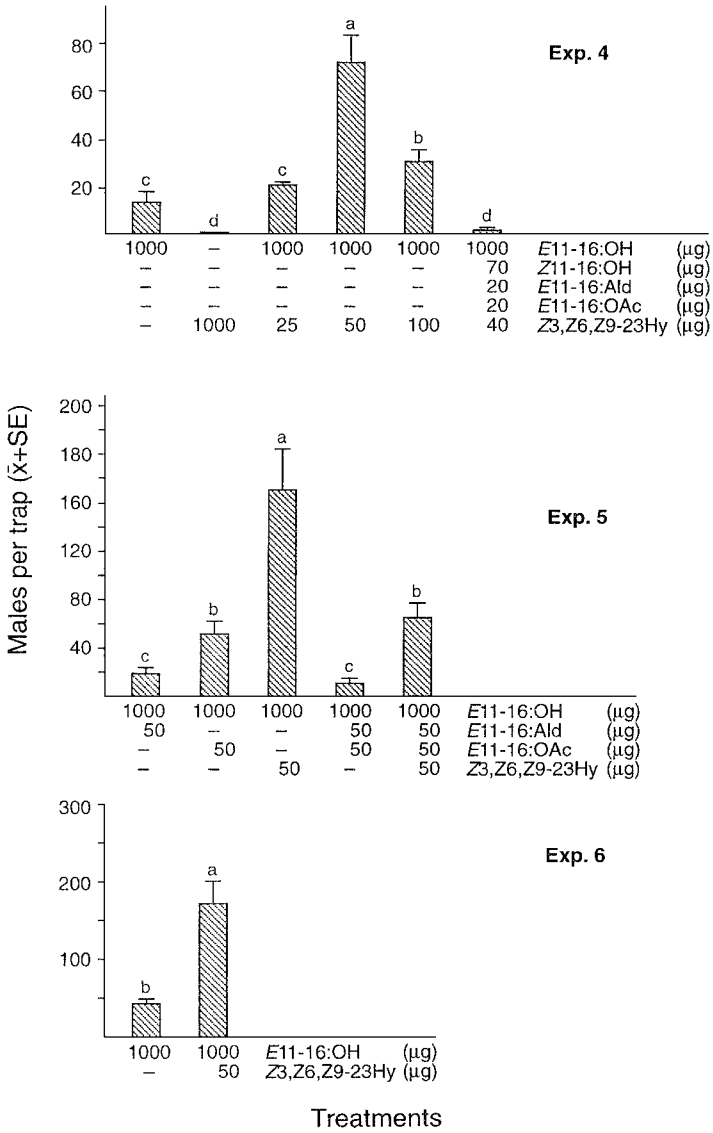 Males per trap (x̄+SE)
Exp. 4
80
60
40
20
c
d
c
a
b
d
1000 – 1000 1000 1000 1000 E11-16:OH (µg)
– – – – – 70 Z11-16:OH (µg)
– – – – – 20 E11-16:Ald (µg)
– – – – – 20 E11-16:OAc (µg)
– 1000 25 50 100 40 Z3,Z6,Z9-23Hy (µg)
Exp. 5
200
180
160
120
80
40
c
b
a
c
b
1000 1000 1000 1000 1000 E11-16:OH (µg)
50 – – 50 50 E11-16:Ald (µg)
– 50 – 50 50 E11-16:OAc (µg)
– – 50 – 50 Z3,Z6,Z9-23Hy (µg)
Exp. 6
300
200
100
b
a
1000 1000 E11-16:OH (µg)
– 50 Z3,Z6,Z9-23Hy (µg)
Treatments